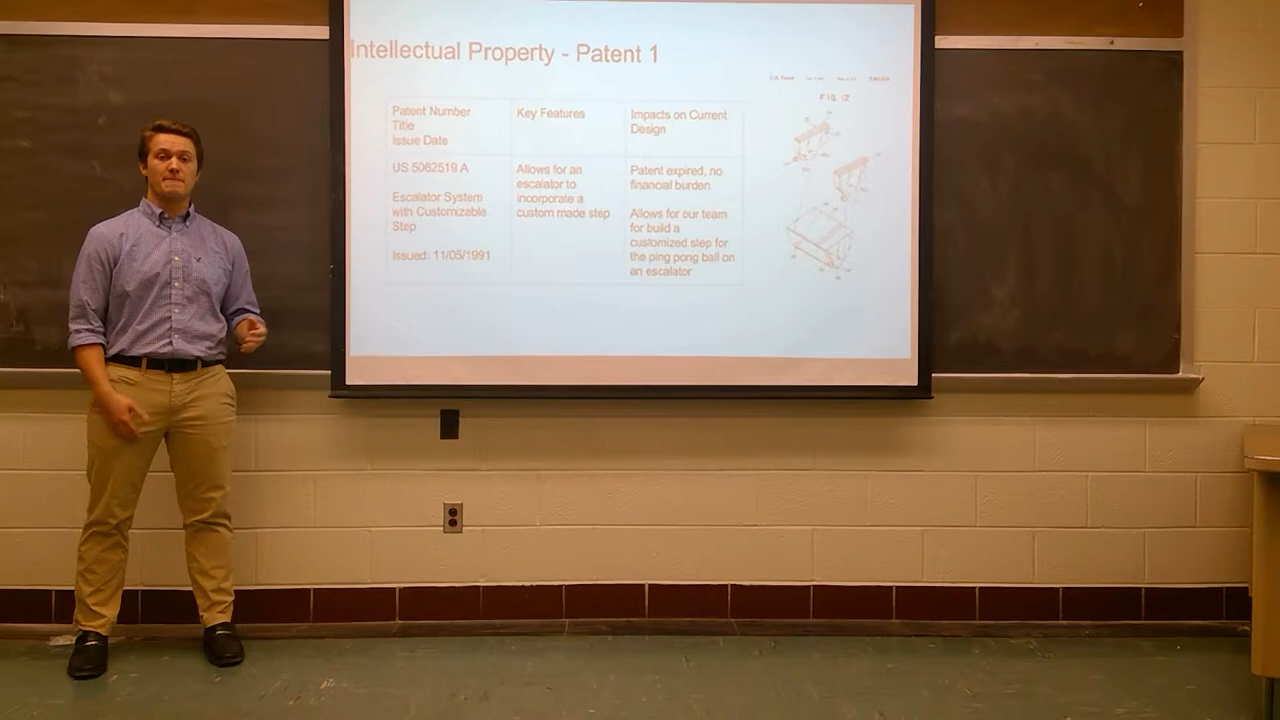 Intellectual Property - Patent 1
U.S. Patent
FIG. 12
Patent Number
Title
Issue Date
Key Features
Impacts on Current
Design
US 5062519 A
Escalator System
with Customizable
Step
Issued: 11/05/1991
Allows for an
escalator to
incorporate a
custom made step
Patent expired, no
financial burden
Allows for our team
for build a
customized step for
the ping pong ball on
an escalator